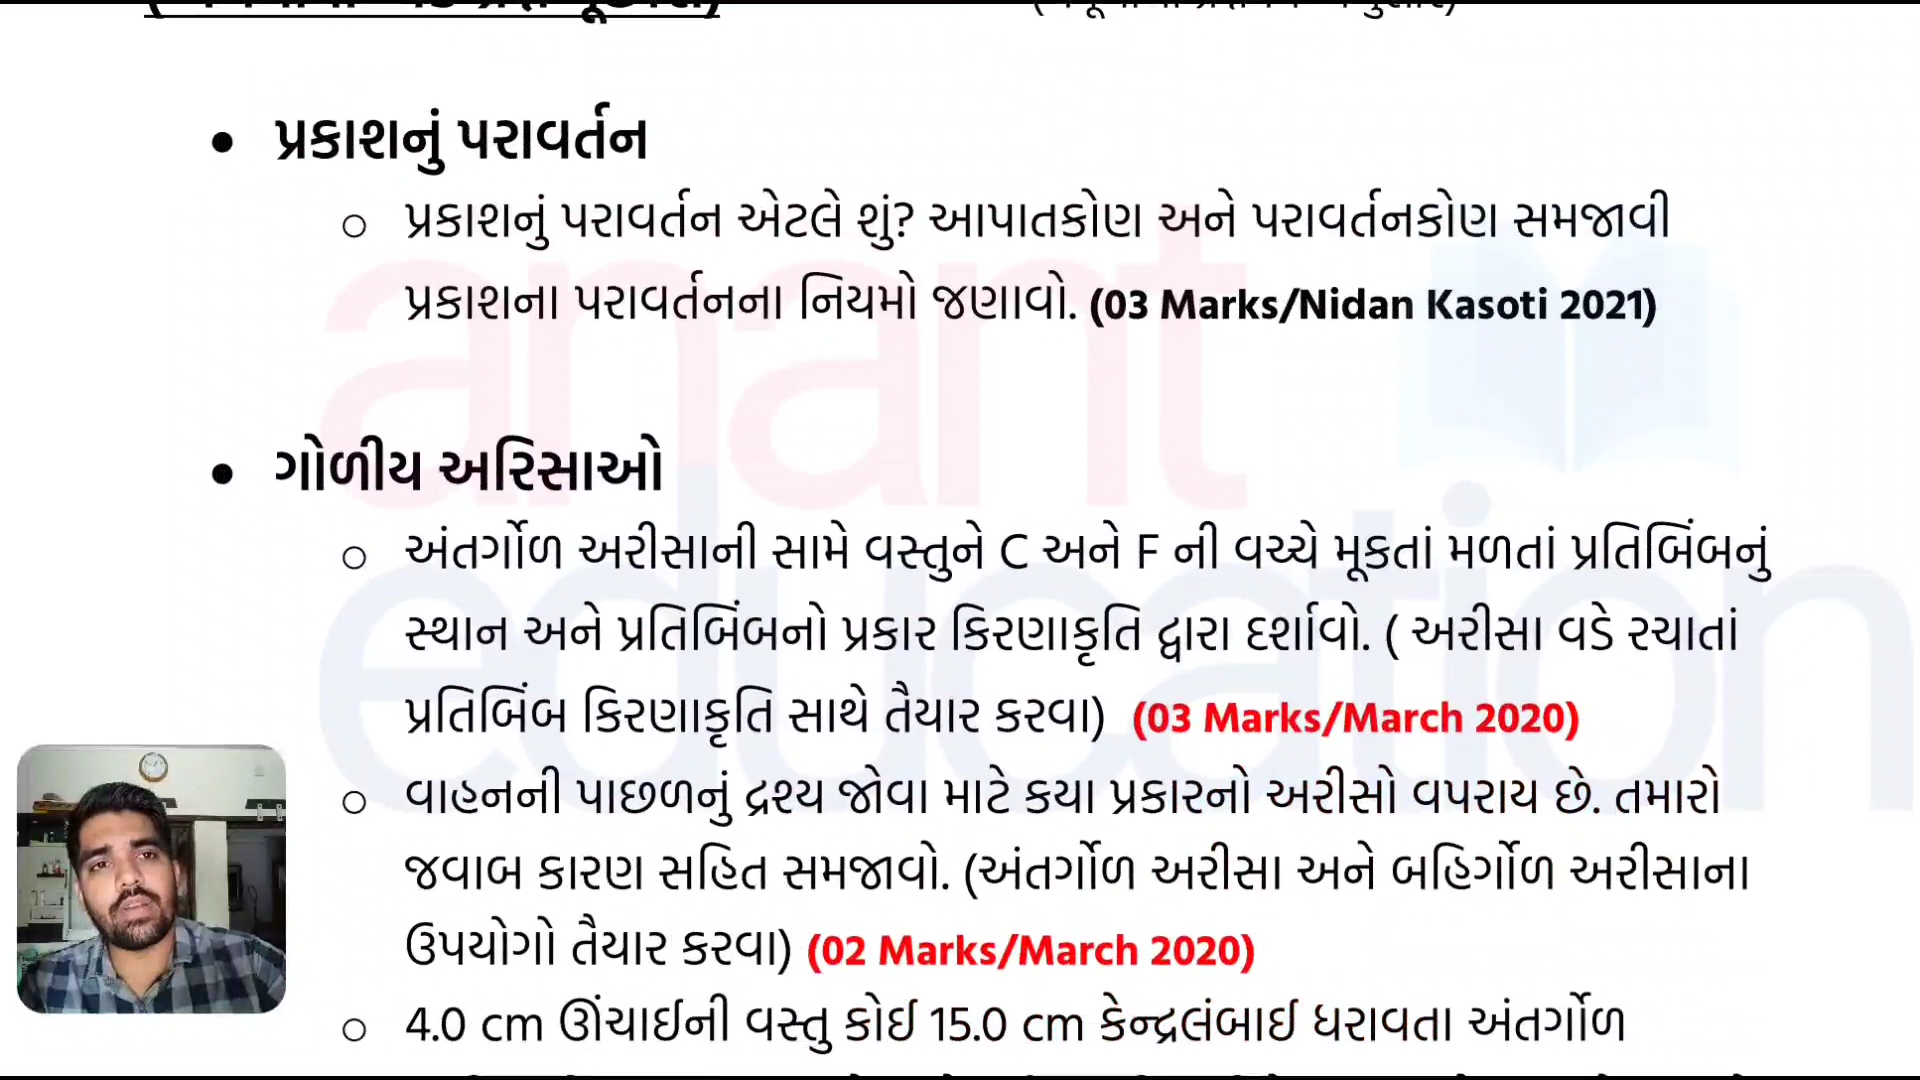 • પ્રકાશનું પરાવર્તન
o પ્રકાશનું પરાવર્તન એટલે શું? આપાતકોણ અને પરાવર્તનકોણ સમજાવી
પ્રકાશના પરાવર્તનના નિયમો જણાવો. (03 Marks/Nidan Kasoti 2021)
• ગોળીય અરિસાઓ
o અંતર્ગોળ અરીસાની સામે વસ્તુને C અને F ની વચ્ચે મૂકતાં મળતાં પ્રતિબિંબનું
સ્થાન અને પ્રતિબિંબનો પ્રકાર કિરણાકૃતિ દ્વારા દર્શાવો. ( અરીસા વડે રચાતાં
પ્રતિબિંબ કિરણાકૃતિ સાથે તૈયાર કરવા) (03 Marks/March 2020)
o વાહનની પાછળનું દ્રશ્ય જોવા માટે કયા પ્રકારનો અરીસો વપરાય છે. તમારો
જવાબ કારણ સહિત સમજાવો. (અંતર્ગોળ અરીસા અને બહિર્ગોળ અરીસાના
ઉપયોગો તૈયાર કરવા) (02 Marks/March 2020)
o 4.0 cm ઊંચાઈની વસ્તુ કોઈ 15.0 cm કેન્દ્રલંબાઈ ધરાવતા અંતર્ગોળ
anant
education